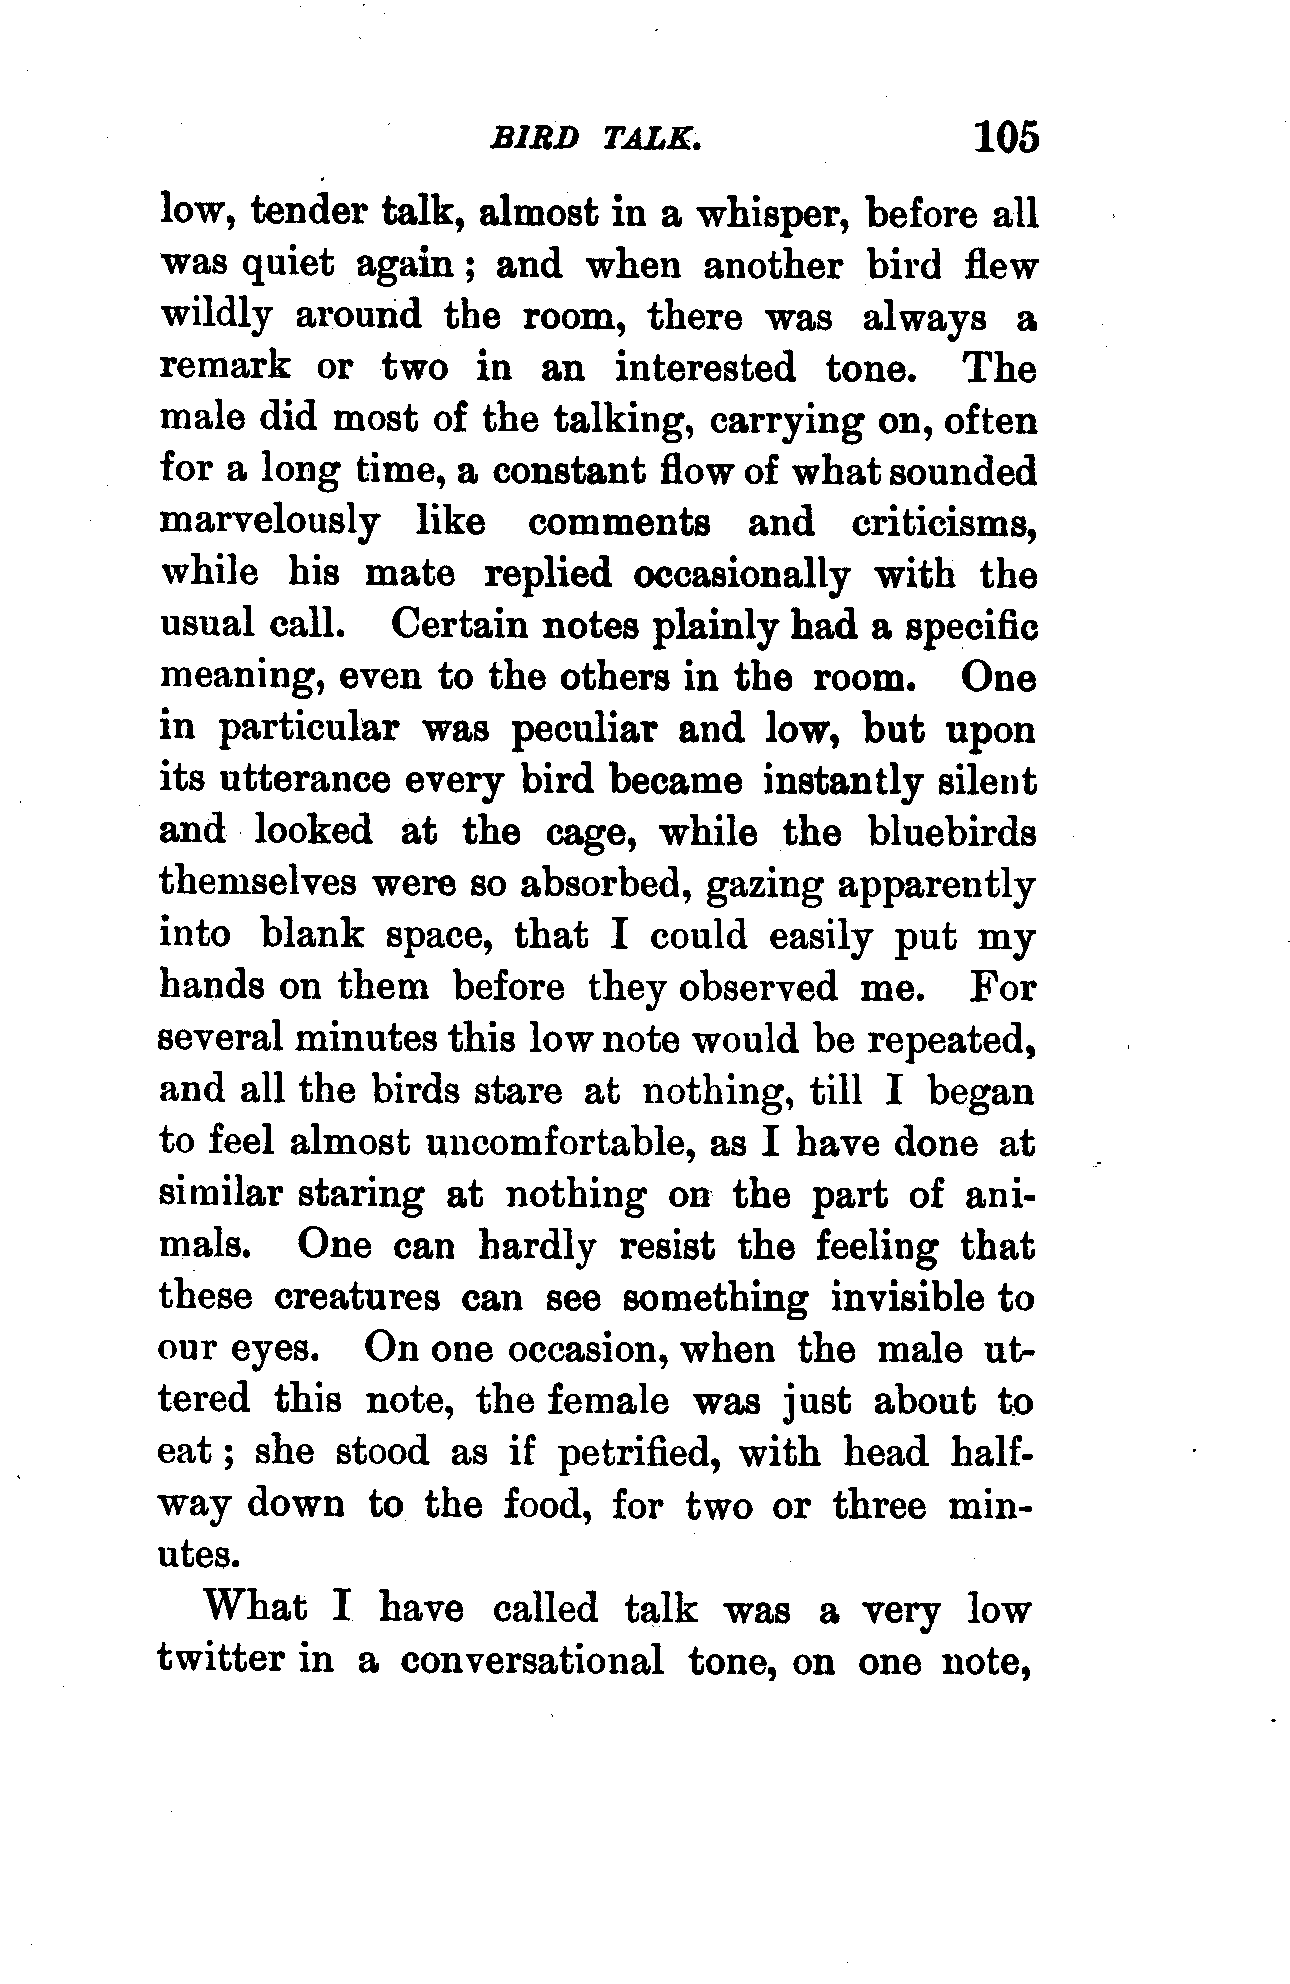 BIRD TALK. 105
low, tender talk, almost in a whisper, before all
was quiet again ; and when another bird flew
wildly around the room, there was always a
remark or two in an interested tone. The
male did most of the talking, carrying on, often
for a long time, a constant flow of what sounded
marvelously like comments and criticisms,
while his mate replied occasionally with the
usual call. Certain notes plainly had a specific
meaning, even to the others in the room. One
in particular was peculiar and low, but upon
its utterance every bird became instantly silent
and looked at the cage, while the bluebirds
themselves were so absorbed, gazing apparently
into blank space, that I could easily put my
hands on them before they observed me. For
several minutes this low note would be repeated,
and all the birds stare at nothing, till I began
to feel almost uncomfortable, as I have done at
similar staring at nothing on the part of ani-
mals. One can hardly resist the feeling that
these creatures can see something invisible to
our eyes. On one occasion, when the male ut-
tered this note, the female was just about to
eat ; she stood as if petrified, with head half-
way down to the food, for two or three min-
utes.
What I have called talk was a very low
twitter in a conversational tone, on one note,